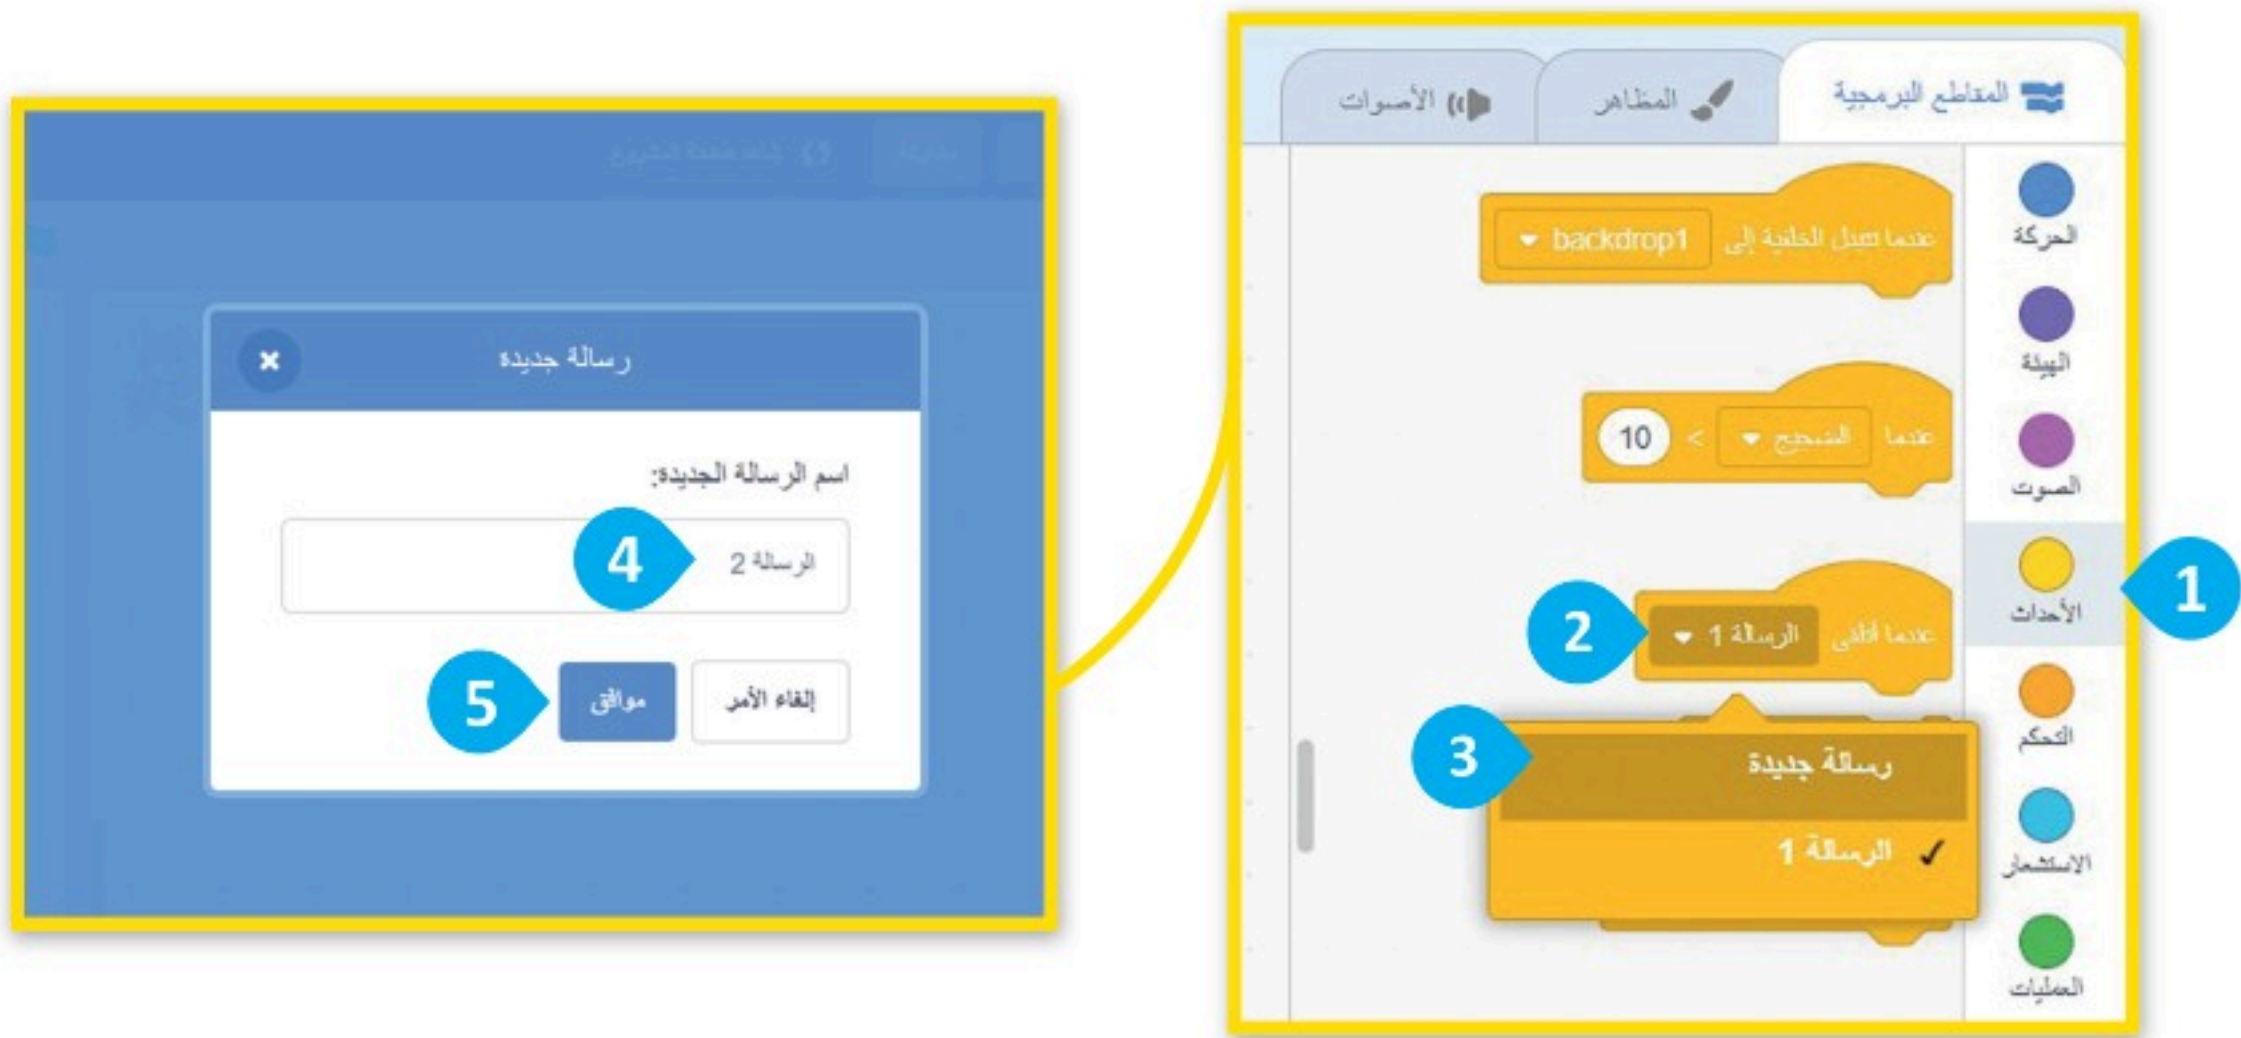 المقاطع البرمجية
المظاهر
الأصوات
الحركة
الهيئة
الصوت
الأحداث
التحكم
الاستشعار
العمليات
عندما تتبدل الخلفية إلى backdrop1
عندما الضجيج > 10
عندما أتلقى الرسالة 1
رسالة جديدة
✓ الرسالة 1
1
2
3
رسالة جديدة
اسم الرسالة الجديدة:
الرسالة 2
إلغاء الأمر
موافق
4
5